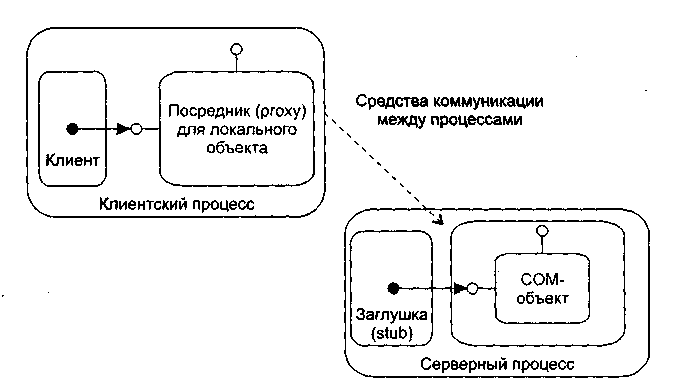 Посредник (proxy)
для локального
объекта
Клиент
Клиентский процесс
Средства коммуникации
между процессами
COM-
объект
Заглушка
(stub)
Серверный процесс